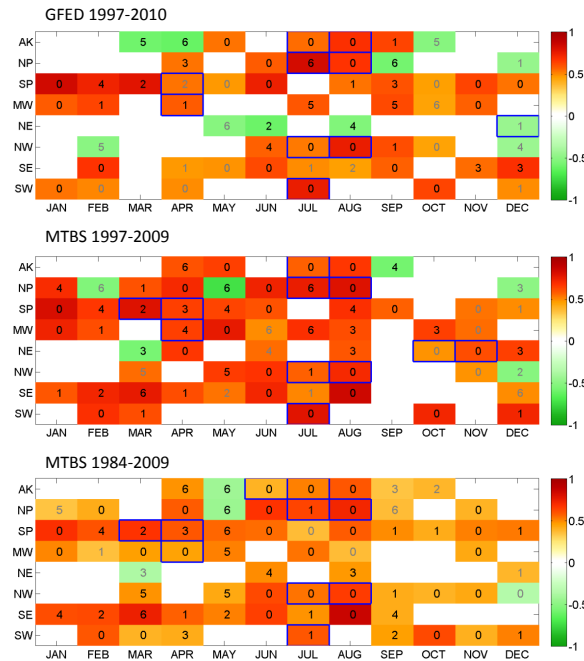 GFED 1997-2010
AK 5 6 0 0 0 1 5
NP 3 0 6 0 6 1
SP 0 4 2 2 0 0 1 3 0 0 0
MW 0 1 1 5 5 6 0
NE 6 2 4 1
NW 5 4 0 0 1 0 4
SE 0 1 0 0 1 2 0 3 3
SW 0 0 0 0 0 1
JAN FEB MAR APR MAY JUN JUL AUG SEP OCT NOV DEC
1
0.5
0
-0.5
-1
MTBS 1997-2009
AK 6 0 0 0 4
NP 4 6 1 0 6 0 6 0 3
SP 0 4 2 3 4 0 4 0 0 1
MW 0 1 4 0 6 6 3 3 0
NE 3 0 4 3 0 0 3
NW 5 5 0 1 0 0 2
SE 1 2 6 1 2 0 1 0 6
SW 0 1 0 0 1
JAN FEB MAR APR MAY JUN JUL AUG SEP OCT NOV DEC
1
0.5
0
-0.5
-1
MTBS 1984-2009
AK 6 6 0 0 0 3 2
NP 5 0 0 6 0 1 0 6 0
SP 0 4 2 3 6 0 0 0 1 1 0 1
MW 0 1 0 0 5 0 0 0
NE 3 4 3 1
NW 5 5 0 0 0 1 0 0 0
SE 4 2 6 1 2 0 1 0 4
SW 0 0 3 1 2 0 0 1
JAN FEB MAR APR MAY JUN JUL AUG SEP OCT NOV DEC
1
0.5
0
-0.5
-1